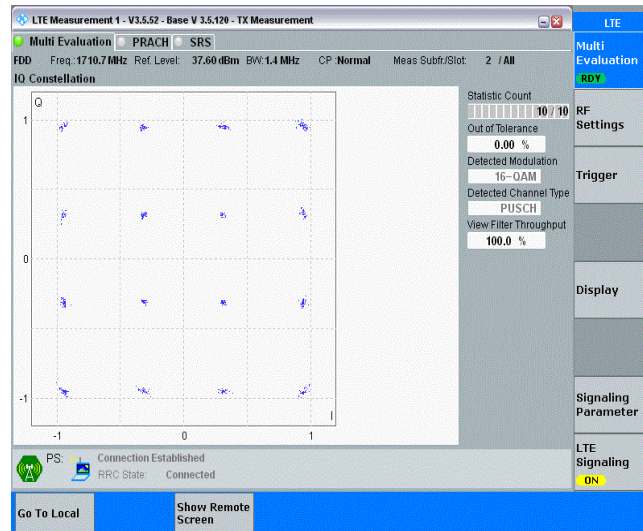 LTE Measurement 1 - V3.5.52 - Base V 3.5.120 - TX Measurement
LTE
Multi Evaluation PRACH SRS
FDD Freq.:1710.7 MHz Ref. Level: 37.60 dBm BW:1.4 MHz CP :Normal Meas Subfr./Slot: 2 / All
IQ Constellation
Q
1
0
-1
-1 0 1
I
Statistic Count
10 / 10
Out of Tolerance
0.00 %
Detected Modulation
16-QAM
Detected Channel Type
PUSCH
View Filter Throughput
100.0 %
Multi
Evaluation
RDY
RF
Settings
Trigger
Display
Signaling
Parameter
LTE
Signaling
ON
PS: Connection Established
RRC State: Connected
Go To Local
Show Remote
Screen